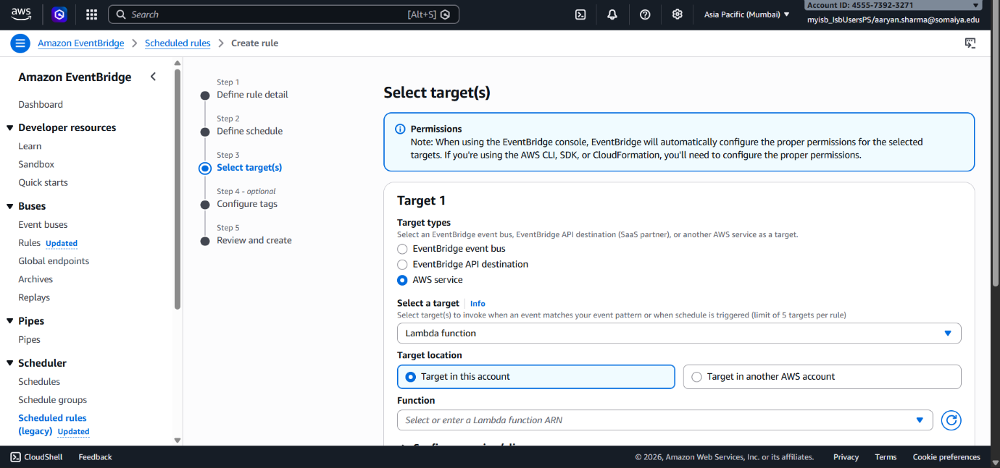 aws
Search [Alt+S]
Asia Pacific (Mumbai)
Account ID: 4555-7392-3271
myisb_IsbUsersPS/aaryan.sharma@somaiya.edu
Amazon EventBridge > Scheduled rules > Create rule
Amazon EventBridge
Dashboard
Developer resources
Learn
Sandbox
Quick starts
Buses
Event buses
Rules Updated
Global endpoints
Archives
Replays
Pipes
Pipes
Scheduler
Schedules
Schedule groups
Scheduled rules
(legacy) Updated
Step 1
Define rule detail
Step 2
Define schedule
Step 3
Select target(s)
Step 4 - optional
Configure tags
Step 5
Review and create
Select target(s)
Permissions
Note: When using the EventBridge console, EventBridge will automatically configure the proper permissions for the selected
targets. If you're using the AWS CLI, SDK, or CloudFormation, you'll need to configure the proper permissions.
Target 1
Target types
Select an EventBridge event bus, EventBridge API destination (SaaS partner), or another AWS service as a target.
EventBridge event bus
EventBridge API destination
AWS service
Select a target Info
Select target(s) to invoke when an event matches your event pattern or when schedule is triggered (limit of 5 targets per rule)
Lambda function
Target location
Target in this account
Target in another AWS account
Function
Select or enter a Lambda function ARN
CloudShell Feedback
© 2026, Amazon Web Services, Inc. or its affiliates. Privacy Terms Cookie preferences